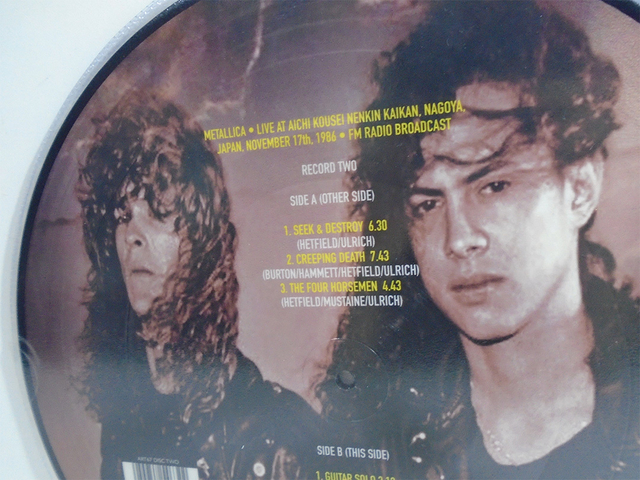 METALLICA • LIVE AT AICHI KOUSEI NENKIN KAIKAN, NAGOYA,
JAPAN, NOVEMBER 17th, 1986 • FM RADIO BROADCAST
RECORD TWO
SIDE A (OTHER SIDE)
1. SEEK & DESTROY 6.30
(HETFIELD/ULRICH)
2. CREEPING DEATH 7.43
(BURTON/HAMMETT/HETFIELD/ULRICH)
3. THE FOUR HORSEMEN 4.43
(HETFIELD/MUSTAINE/ULRICH)
SIDE B (THIS SIDE)
DISC TWO
1. GUITAR SOLO